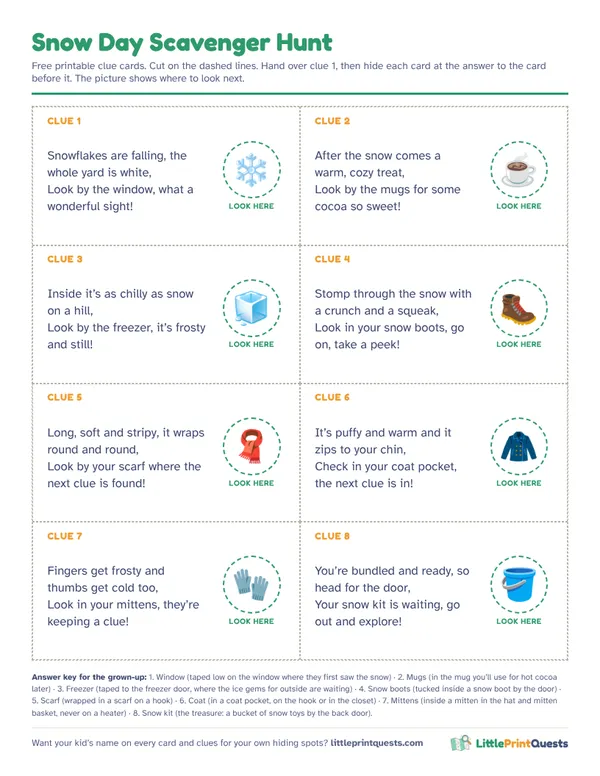 Snow Day Scavenger Hunt
Free printable clue cards. Cut on the dashed lines. Hand over clue 1, then hide each card at the answer to the card
before it. The picture shows where to look next.
CLUE 1
Snowflakes are falling, the
whole yard is white,
Look by the window, what a
wonderful sight!
LOOK HERE
CLUE 2
After the snow comes a
warm, cozy treat,
Look by the mugs for some
cocoa so sweet!
LOOK HERE
CLUE 3
Inside it's as chilly as snow
on a hill,
Look by the freezer, it's frosty
and still!
LOOK HERE
CLUE 4
Stomp through the snow with
a crunch and a squeak,
Look in your snow boots, go
on, take a peek!
LOOK HERE
CLUE 5
Long, soft and stripy, it wraps
round and round,
Look by your scarf where the
next clue is found!
LOOK HERE
CLUE 6
It's puffy and warm and it
zips to your chin,
Check in your coat pocket,
the next clue is in!
LOOK HERE
CLUE 7
Fingers get frosty and
thumbs get cold too,
Look in your mittens, they're
keeping a clue!
LOOK HERE
CLUE 8
You're bundled and ready, so
head for the door,
Your snow kit is waiting, go
out and explore!
LOOK HERE
Answer key for the grown-up: 1. Window (taped low on the window where they first saw the snow) · 2. Mugs (in the mug you'll use for hot cocoa
later) · 3. Freezer (taped to the freezer door, where the ice gems for outside are waiting) · 4. Snow boots (tucked inside a snow boot by the door) ·
5. Scarf (wrapped in a scarf on a hook) · 6. Coat (in a coat pocket, on the hook or in the closet) · 7. Mittens (inside a mitten in the hat and mitten
basket, never on a heater) · 8. Snow kit (the treasure: a bucket of snow toys by the back door).
Want your kid's name on every card and clues for your own hiding spots? littleprintquests.com
LittlePrintQuests